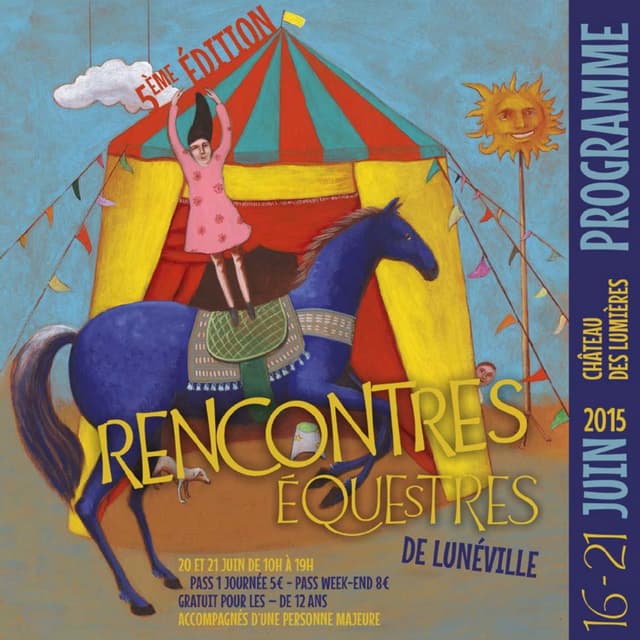 5ÈME ÉDITION
RENCONTRES
ÉQUESTRES
DE LUNÉVILLE
20 ET 21 JUIN DE 10H À 19H
PASS 1 JOURNÉE 5€ - PASS WEEK-END 8€
GRATUIT POUR LES – DE 12 ANS
ACCOMPAGNÉS D'UNE PERSONNE MAJEURE
16-21 JUIN 2015
CHÂTEAU
DES LUMIÈRES
PROGRAMME